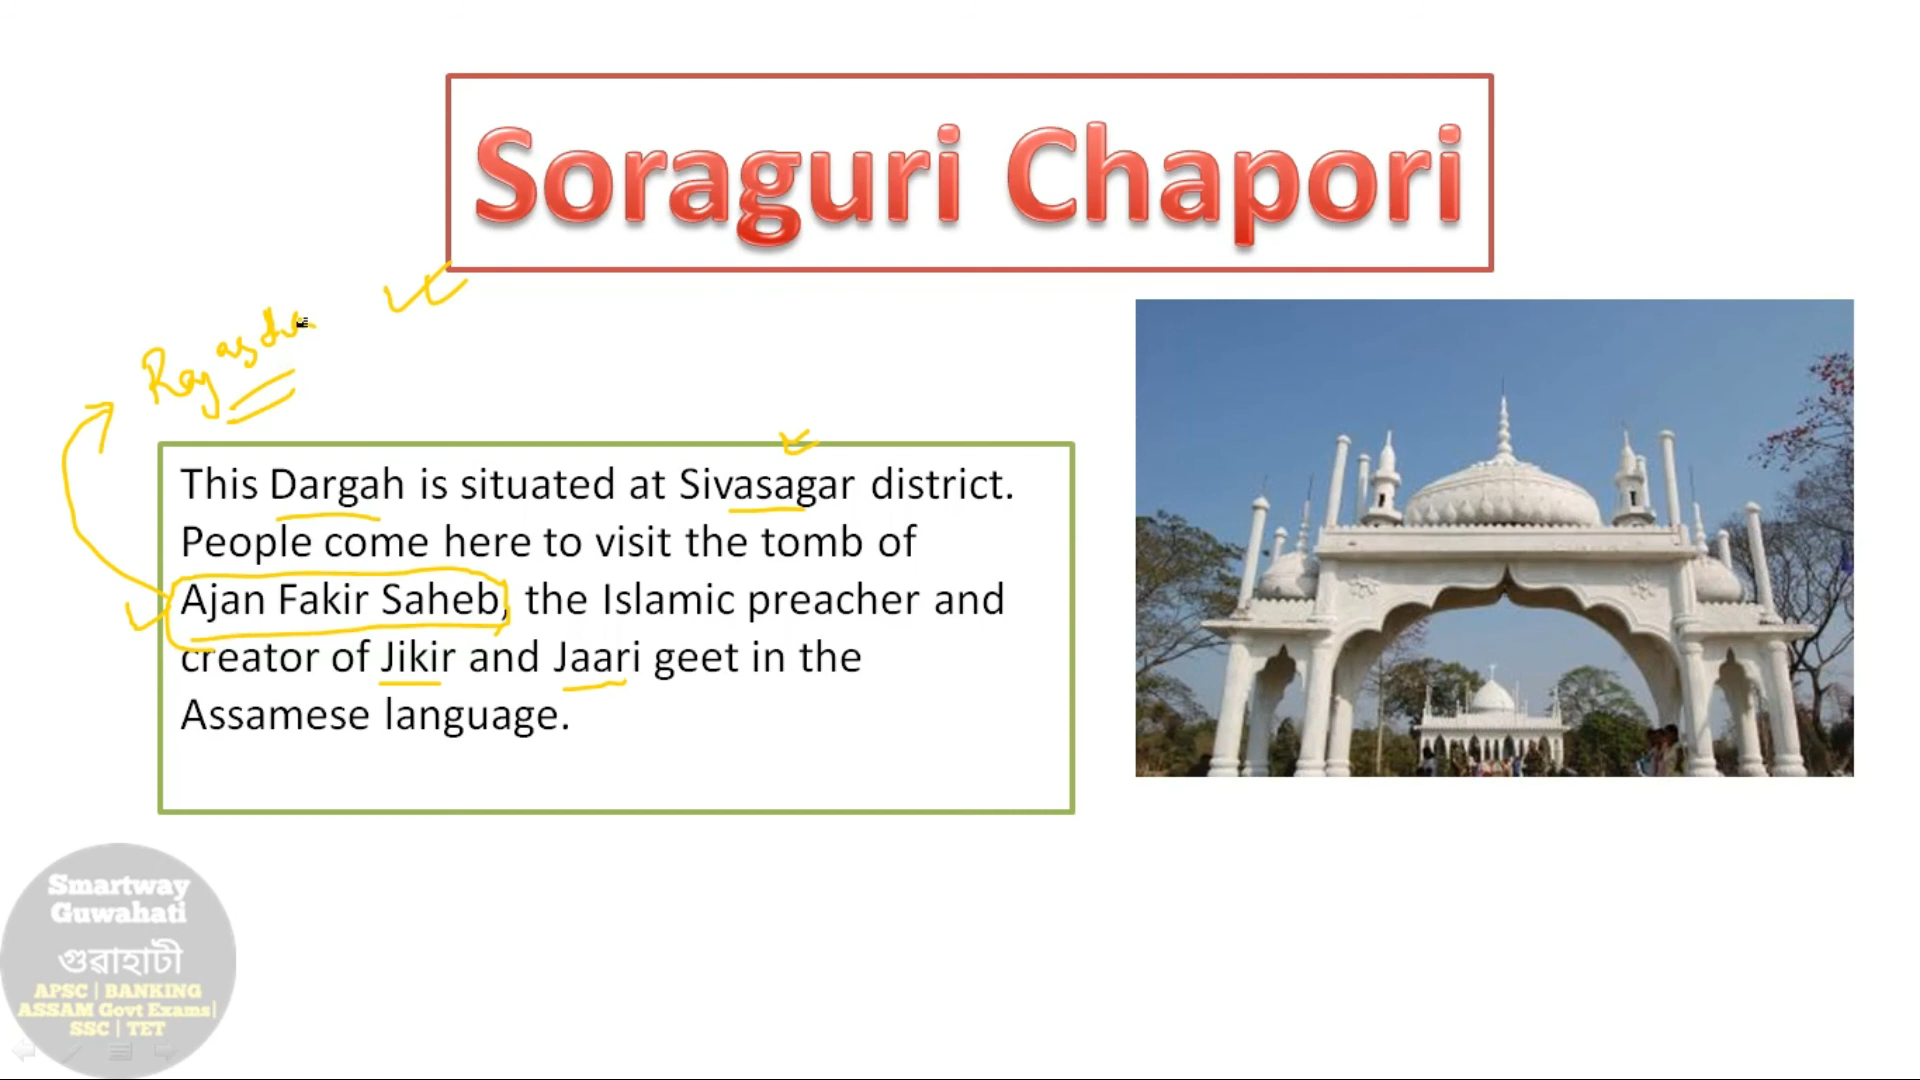 Soraguri Chapori
This Dargah is situated at Sivasagar district.
People come here to visit the tomb of
Ajan Fakir Saheb, the Islamic preacher and
creator of Jikir and Jaari geet in the
Assamese language.
Smartway
Guwahati
গুৱাহাটী
APSC | BANKING
ASSAM Govt Exams|
SSC | TET